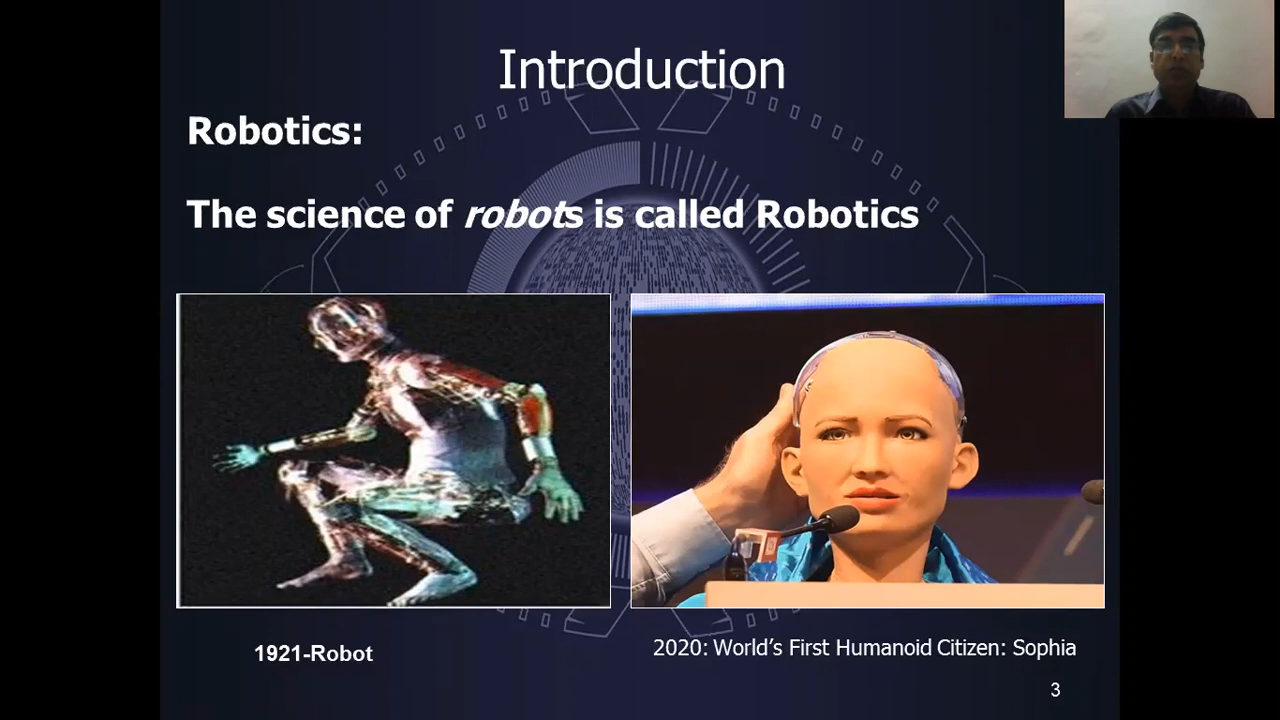 Introduction
Robotics:
The science of robots is called Robotics
1921-Robot
2020: World's First Humanoid Citizen: Sophia
3